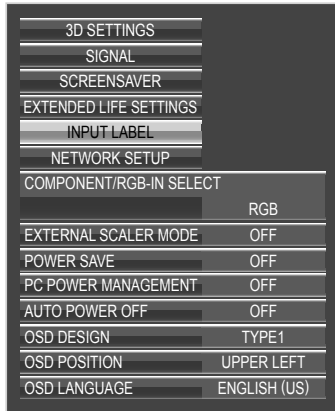 3D SETTINGS
SIGNAL
SCREENSAVER
EXTENDED LIFE SETTINGS
INPUT LABEL
NETWORK SETUP
COMPONENT/RGB-IN SELECT
RGB
EXTERNAL SCALER MODE OFF
POWER SAVE OFF
PC POWER MANAGEMENT OFF
AUTO POWER OFF OFF
OSD DESIGN TYPE1
OSD POSITION UPPER LEFT
OSD LANGUAGE ENGLISH (US)